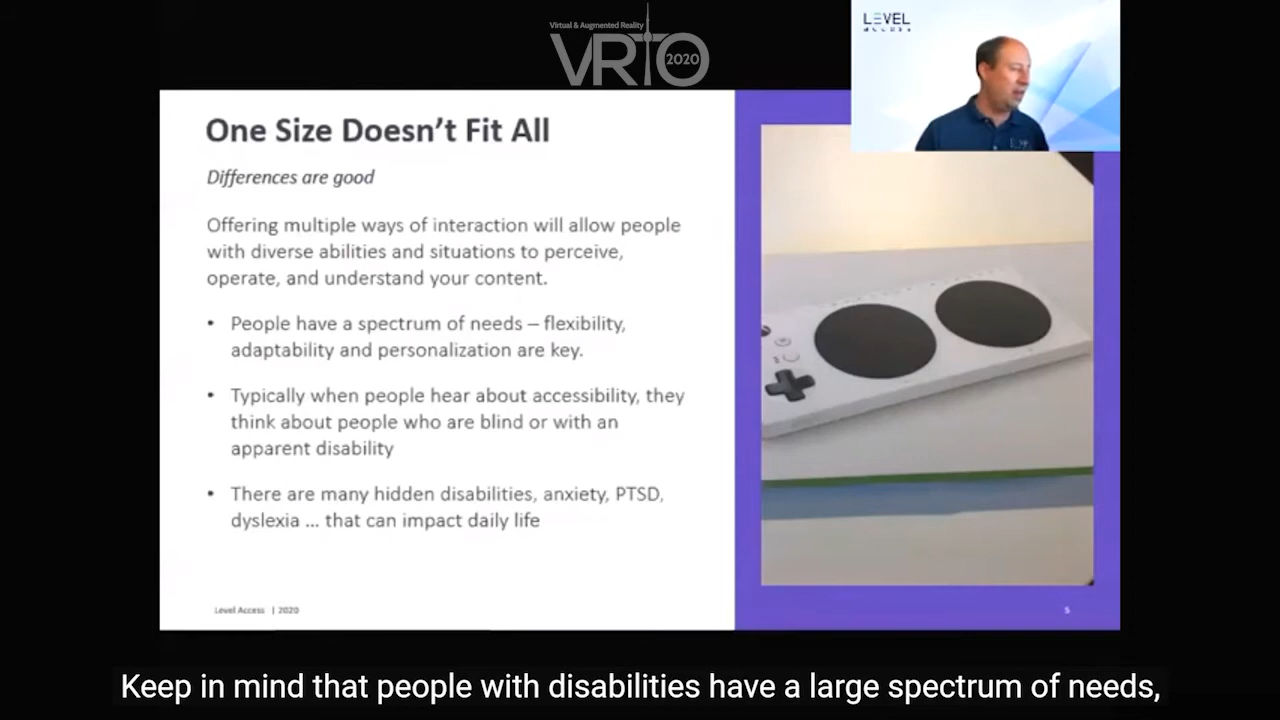 Virtual & Augmented Reality
VRTO
2020
LEVEL
ACCESS
One Size Doesn't Fit All
Differences are good
Offering multiple ways of interaction will allow people
with diverse abilities and situations to perceive,
operate, and understand your content.
• People have a spectrum of needs – flexibility,
adaptability and personalization are key.
• Typically when people hear about accessibility, they
think about people who are blind or with an
apparent disability
• There are many hidden disabilities, anxiety, PTSD,
dyslexia ... that can impact daily life
Level Access | 2020
5
Keep in mind that people with disabilities have a large spectrum of needs,